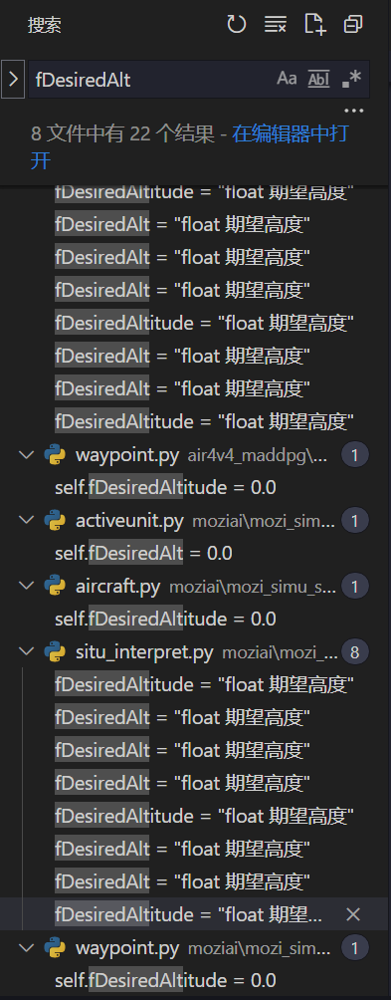 搜索
fDesiredAlt
Aa Abl .*
8 文件中有 22 个结果 - 在编辑器中打
开
fDesiredAltitude = "float 期望高度"
fDesiredAlt = "float 期望高度"
fDesiredAlt = "float 期望高度"
fDesiredAlt = "float 期望高度"
fDesiredAltitude = "float 期望高度"
fDesiredAlt = "float 期望高度"
fDesiredAlt = "float 期望高度"
fDesiredAltitude = "float 期望高度"
waypoint.py air4v4_maddpg\... 1
self.fDesiredAltitude = 0.0
activeunit.py moziai\mozi_sim... 1
self.fDesiredAlt = 0.0
aircraft.py moziai\mozi_simu_s... 1
self.fDesiredAltitude = 0.0
situ_interpret.py moziai\mozi_... 8
fDesiredAltitude = "float 期望高度"
fDesiredAlt = "float 期望高度"
fDesiredAlt = "float 期望高度"
fDesiredAlt = "float 期望高度"
fDesiredAltitude = "float 期望高度"
fDesiredAlt = "float 期望高度"
fDesiredAlt = "float 期望高度"
fDesiredAltitude = "float 期望...
waypoint.py moziai\mozi_sim... 1
self.fDesiredAltitude = 0.0